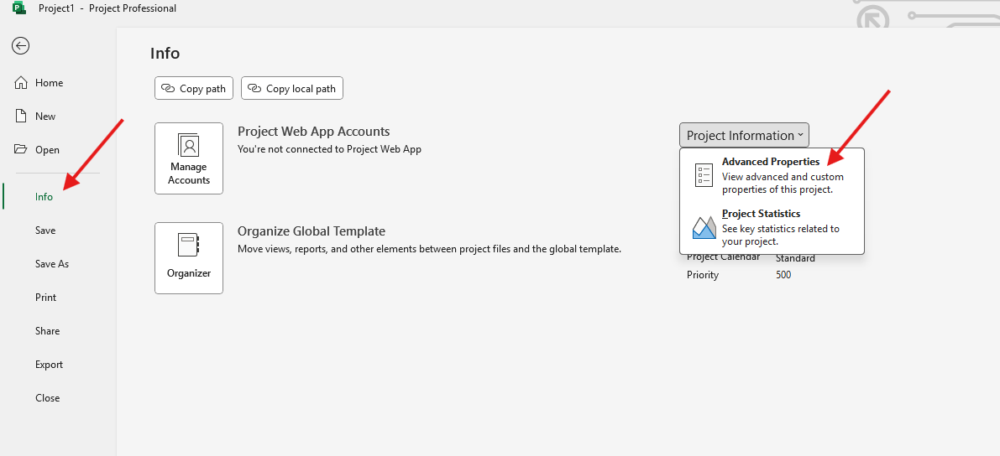 Project1 - Project Professional
Info
Home
New
Open
Info
Save
Save As
Print
Share
Export
Close
Copy path
Copy local path
Manage
Accounts
Project Web App Accounts
You're not connected to Project Web App
Organizer
Organize Global Template
Move views, reports, and other elements between project files and the global template.
Project Information
Advanced Properties
View advanced and custom
properties of this project.
Project Statistics
See key statistics related to
your project.
Project Calendar Standard
Priority 500